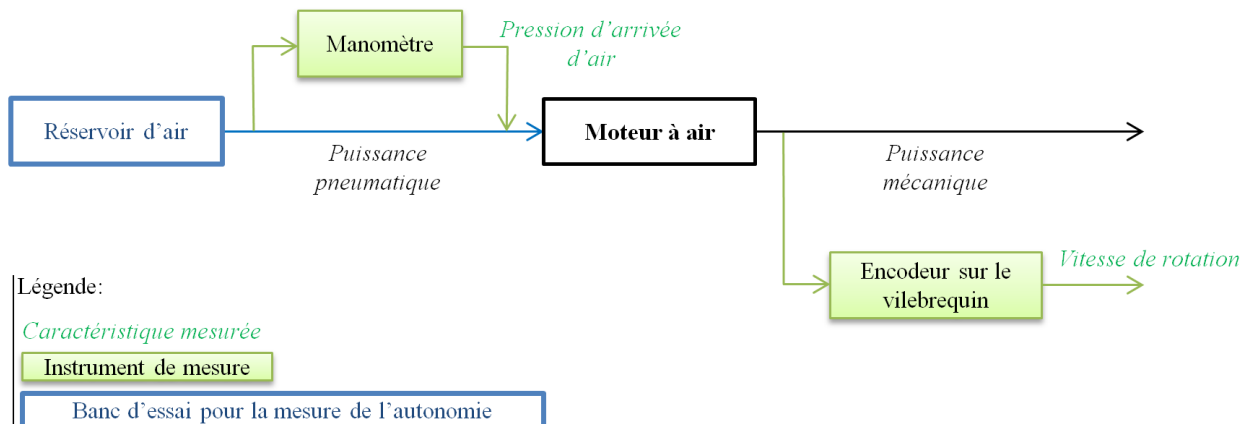 Manomètre
Pression d'arrivée
d'air
Réservoir d'air
Moteur à air
Puissance
pneumatique
Puissance
mécanique
Encodeur sur le
vilebrequin
Vitesse de rotation
Légende:
Caractéristique mesurée
Instrument de mesure
Banc d'essai pour la mesure de l'autonomie